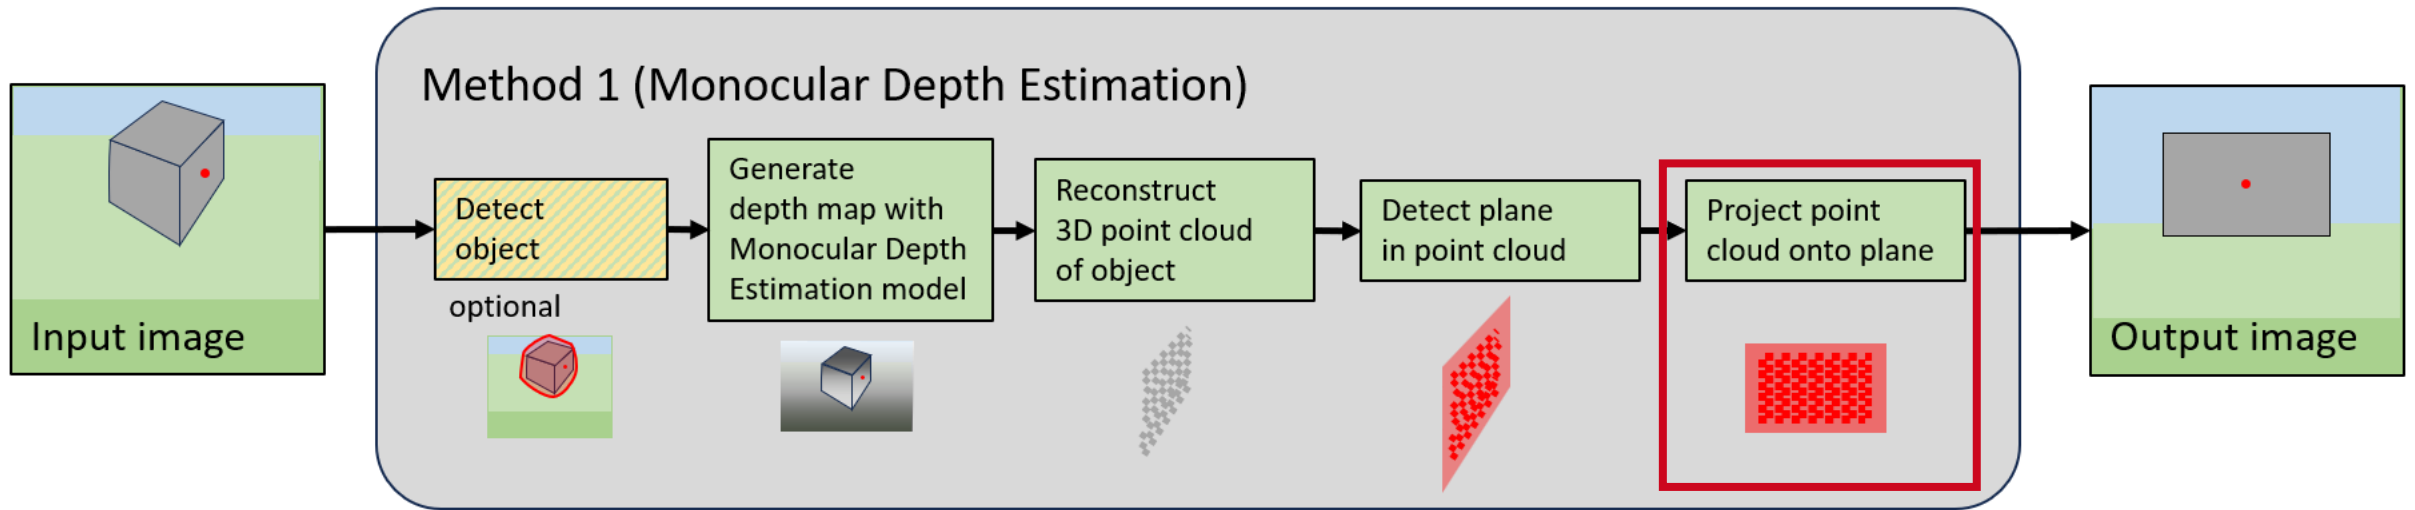 Method 1 (Monocular Depth Estimation)
Input image
Detect
object
optional
Generate
depth map with
Monocular Depth
Estimation model
Reconstruct
3D point cloud
of object
Detect plane
in point cloud
Project point
cloud onto plane
Output image